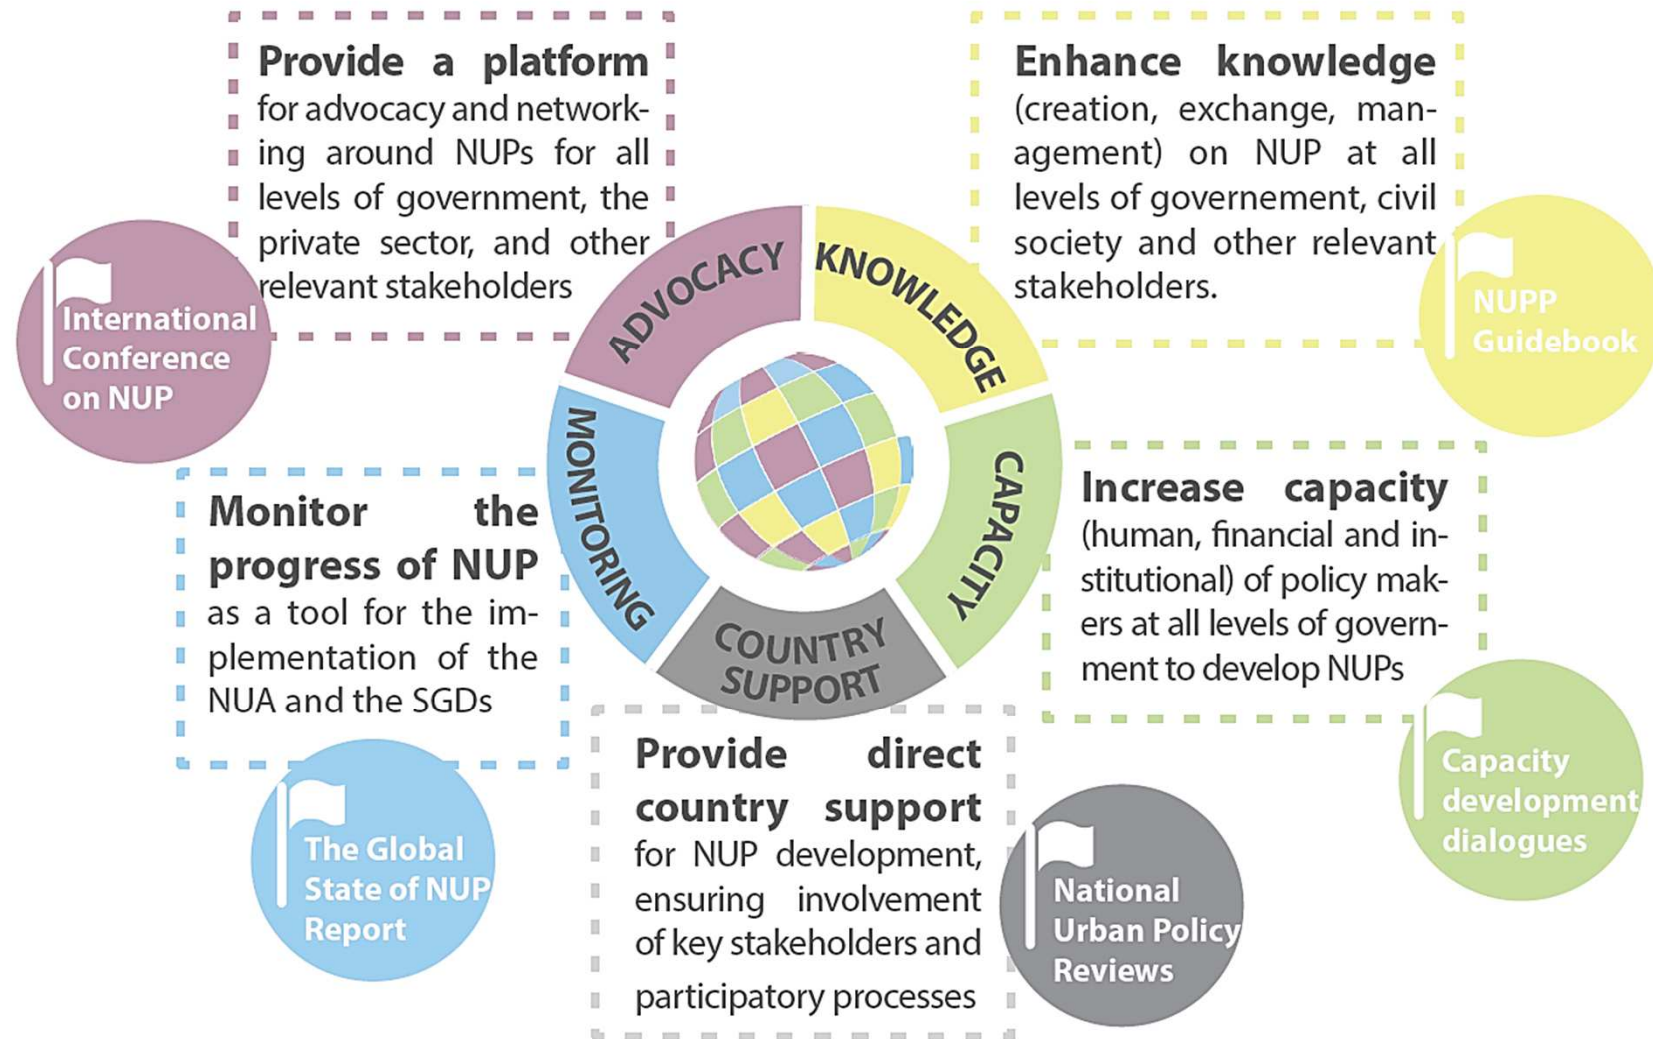 Provide a platform
for advocacy and network-
ing around NUPs for all
levels of government, the
private sector, and other
relevant stakeholders
International
Conference
on NUP
Enhance knowledge
(creation, exchange, man-
agement) on NUP at all
levels of governement, civil
society and other relevant
stakeholders.
NUPP
Guidebook
ADVOCACY
KNOWLEDGE
CAPACITY
COUNTRY
SUPPORT
MONITORING
Monitor the
progress of NUP
as a tool for the im-
plementation of the
NUA and the SGDs
The Global
State of NUP
Report
Increase capacity
(human, financial and in-
stitutional) of policy mak-
ers at all levels of govern-
ment to develop NUPs
Capacity
development
dialogues
Provide direct
country support
for NUP development,
ensuring involvement
of key stakeholders and
participatory processes
National
Urban Policy
Reviews